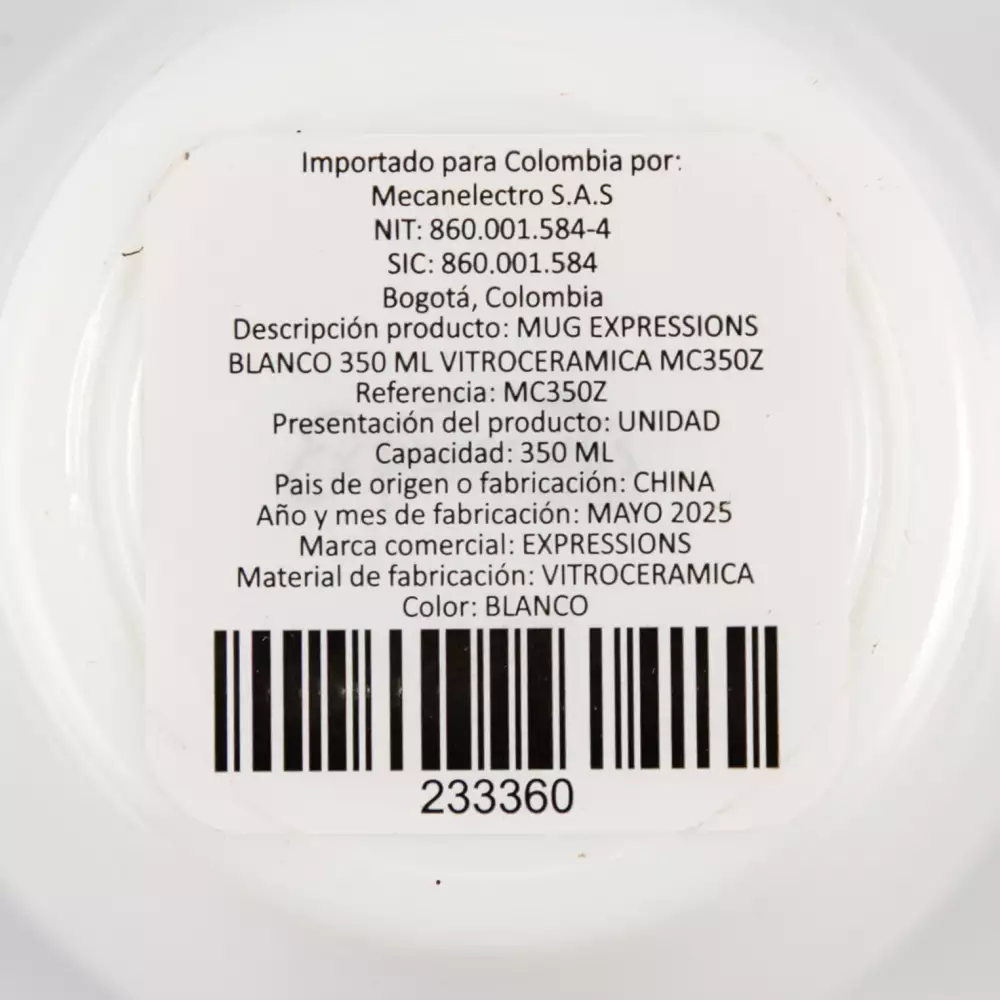 Importado para Colombia por:
Mecanelectro S.A.S
NIT: 860.001.584-4
SIC: 860.001.584
Bogotá, Colombia
Descripción producto: MUG EXPRESSIONS
BLANCO 350 ML VITROCERAMICA MC350Z
Referencia: MC350Z
Presentación del producto: UNIDAD
Capacidad: 350 ML
Pais de origen o fabricación: CHINA
Año y mes de fabricación: MAYO 2025
Marca comercial: EXPRESSIONS
Material de fabricación: VITROCERAMICA
Color: BLANCO
233360